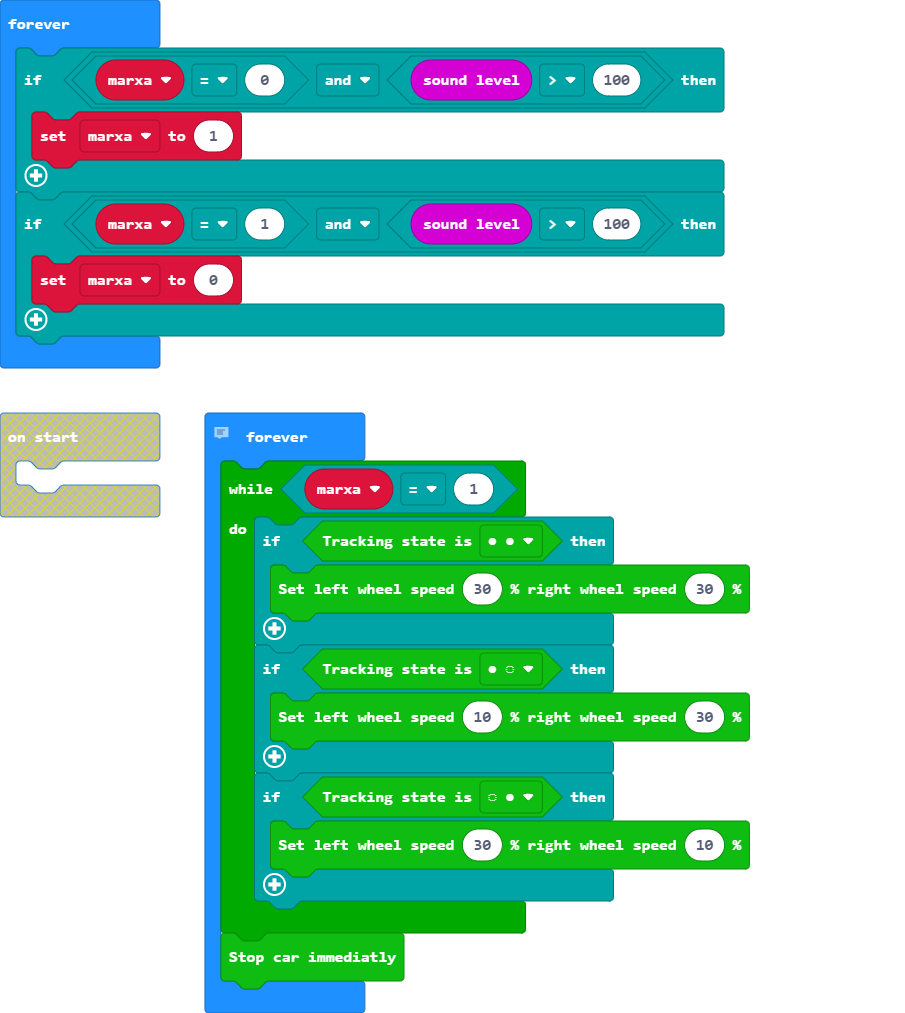 forever
if marxa = 0 and sound level > 100 then
set marxa to 1
if marxa = 1 and sound level > 100 then
set marxa to 0
on start
forever
while marxa = 1
do
if Tracking state is then
Set left wheel speed 30 % right wheel speed 30 %
if Tracking state is then
Set left wheel speed 10 % right wheel speed 30 %
if Tracking state is then
Set left wheel speed 30 % right wheel speed 10 %
Stop car immediatly